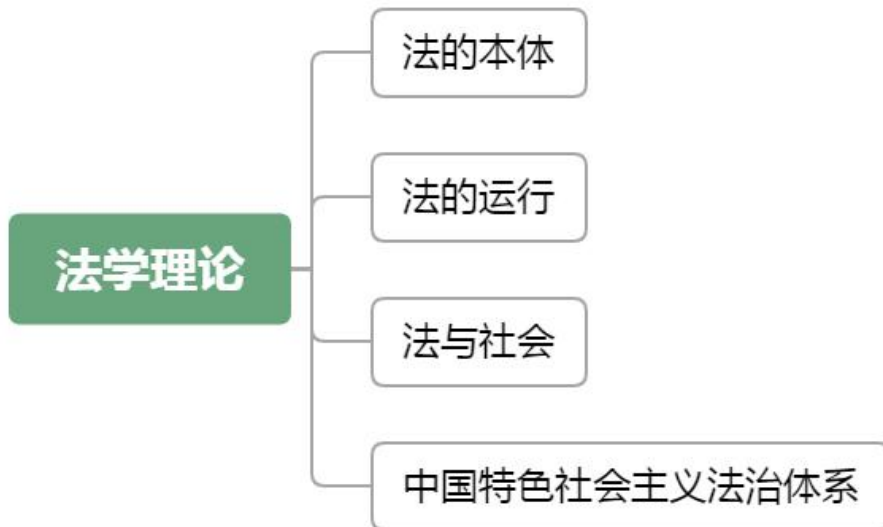 法的本体
法的运行
法学理论
法与社会
中国特色社会主义法治体系